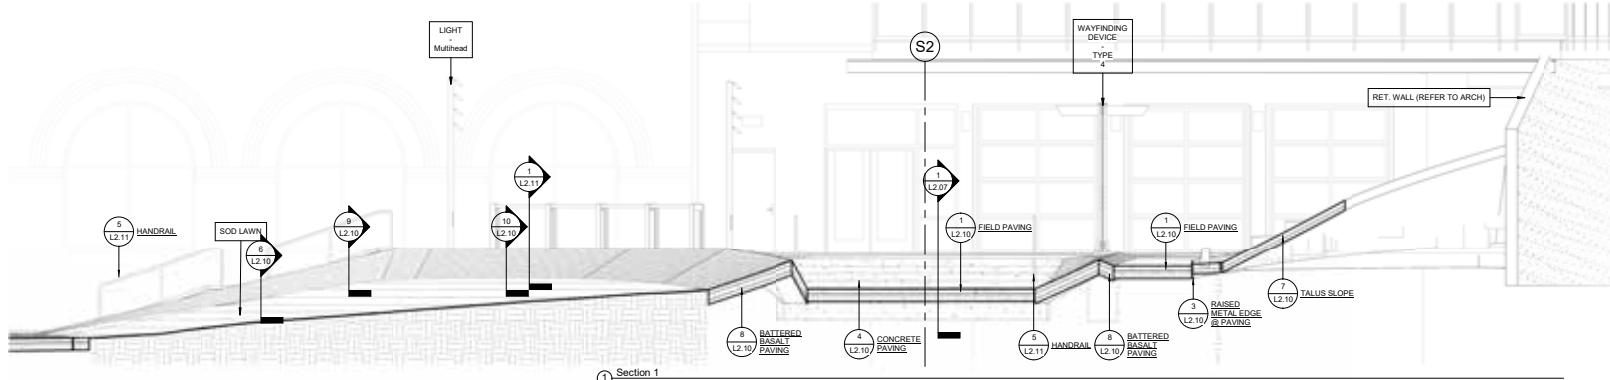 LIGHT
-
Multihead
S2
WAYFINDING
DEVICE
-
TYPE
4
RET. WALL (REFER TO ARCH)
1
L2.11
1
L2.07
5
L2.11
HANDRAIL
SOD LAWN
6
L2.10
9
L2.10
10
L2.10
1
L2.10
FIELD PAVING
1
L2.10
FIELD PAVING
7
L2.10
TALUS SLOPE
3
L2.10
RAISED
METAL EDGE
@ PAVING
8
L2.10
BATTERED
BASALT
PAVING
4
L2.10
CONCRETE
PAVING
5
L2.11
HANDRAIL
8
L2.10
BATTERED
BASALT
PAVING
1
Section 1